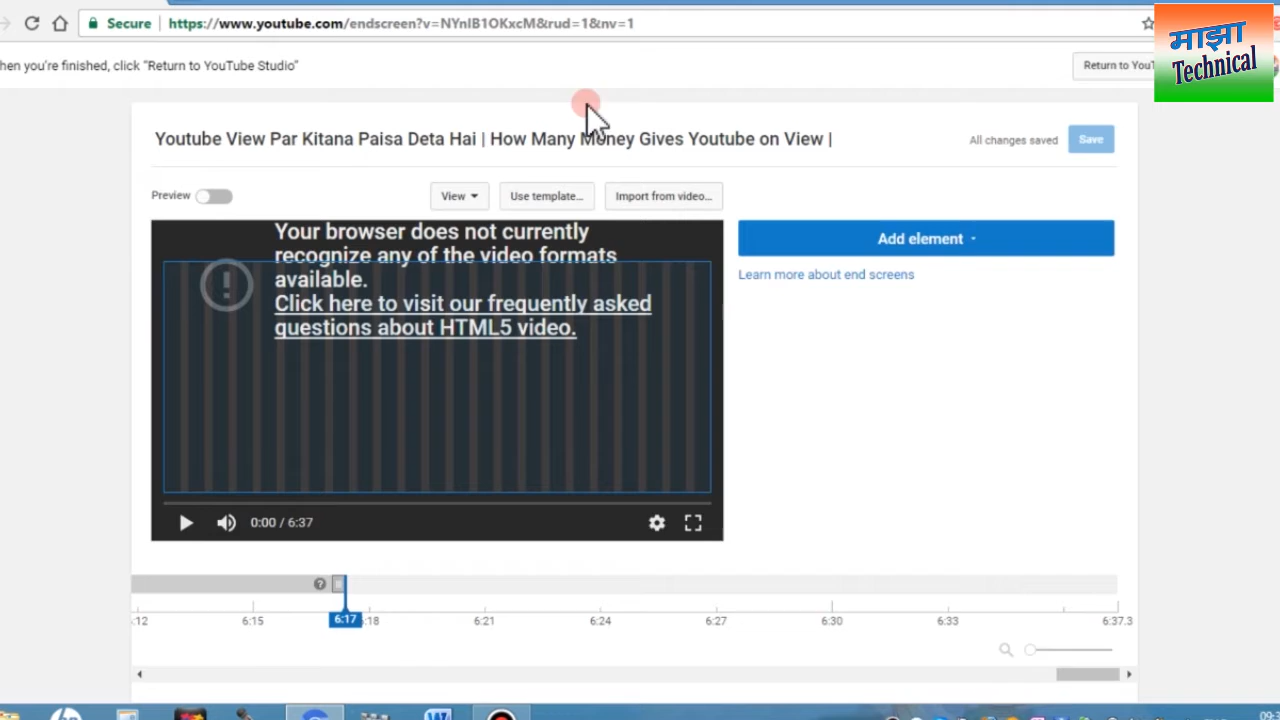 Secure https://www.youtube.com/endscreen?v=NYnIB1OKxcM&rud=1&nv=1
माझा
Technical
hen you're finished, click "Return to YouTube Studio"
Return to YouT
Youtube View Par Kitana Paisa Deta Hai | How Many Money Gives Youtube on View |
All changes saved
Save
Preview
View
Use template...
Import from video...
Your browser does not currently
recognize any of the video formats
available.
Click here to visit our frequently asked
questions about HTML5 video.
Add element
Learn more about end screens
0:00 / 6:37
:12
6:15
6:17
:18
6:21
6:24
6:27
6:30
6:33
6:37.3